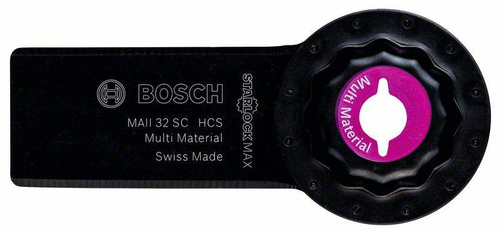 BOSCH
MAII 32 SC HCS
Multi Material
Swiss Made
STARLOCKMAX
Multi Material